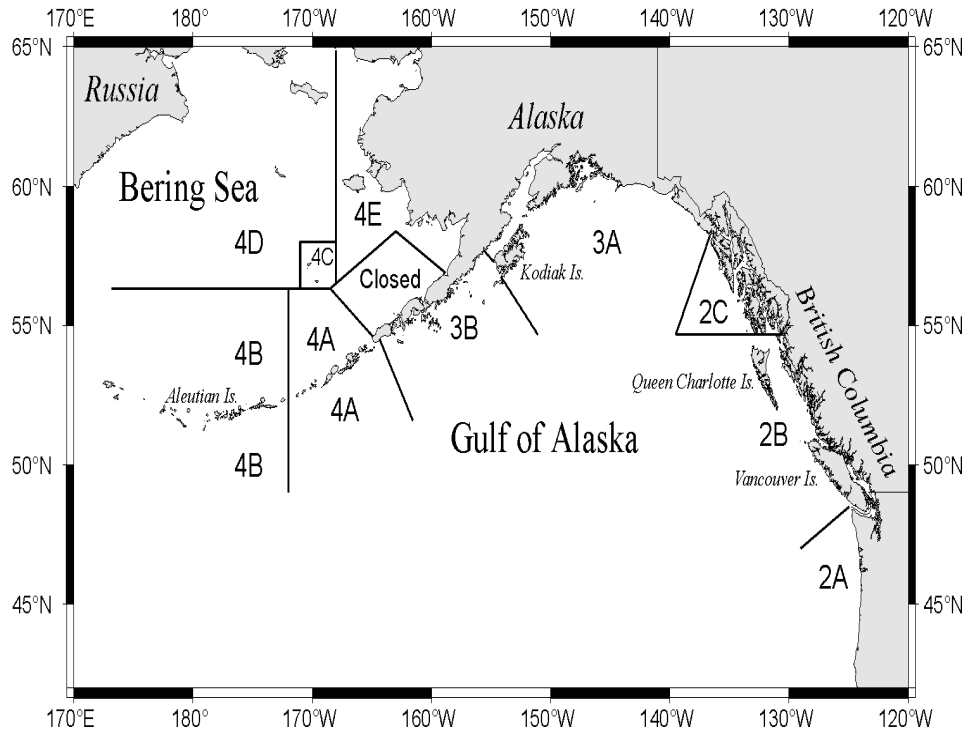 170°E 180° 170°W 160°W 150°W 140°W 130°W 120°W
65°N 65°N
Russia
Alaska
60°N 60°N
Bering Sea
4E
4D
4C
3A
Closed
Kodiak Is.
55°N 55°N
2C
3B
4A
4B
British Columbia
Queen Charlotte Is.
Aleutian Is.
4A
Gulf of Alaska
2B
50°N 50°N
4B
Vancouver Is.
2A
45°N 45°N
170°E 180° 170°W 160°W 150°W 140°W 130°W 120°W